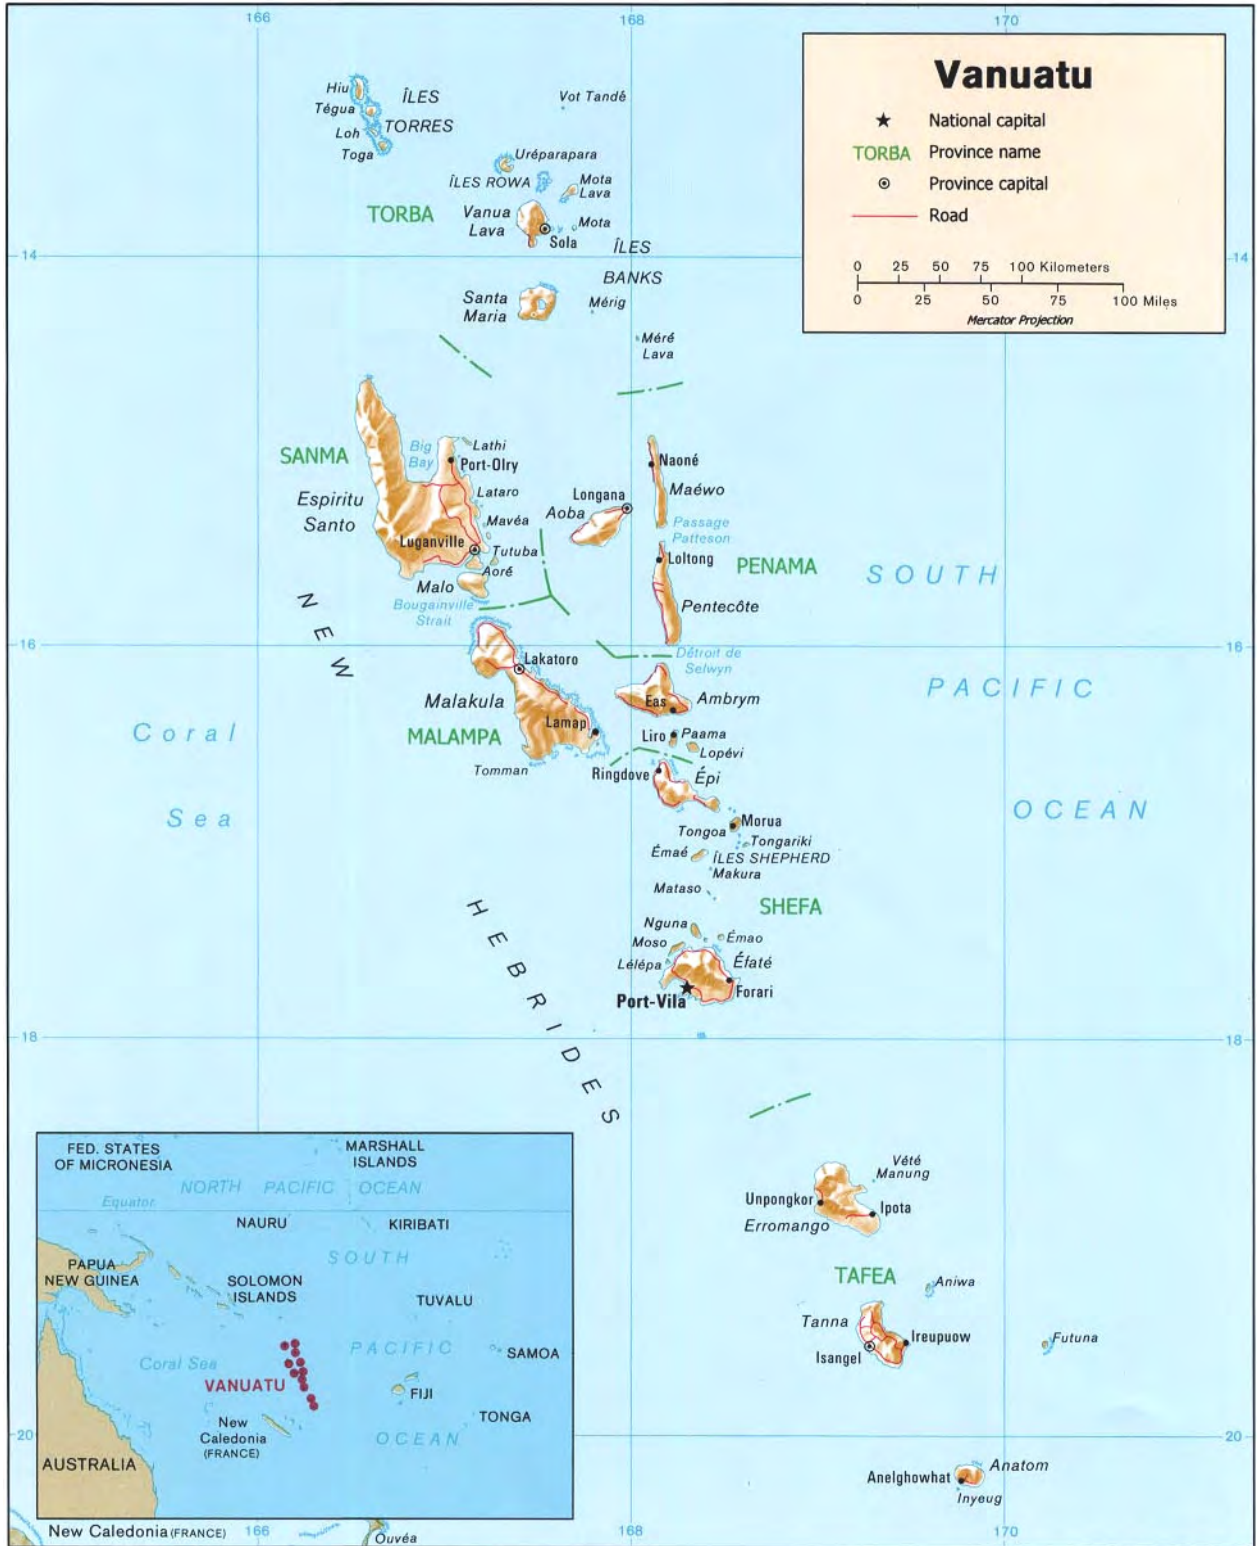 166
168
170
Vanuatu
National capital
TORBA Province name
Province capital
Road
0 25 50 75 100 Kilometers
0 25 50 75 100 Miles
Mercator Projection
Hiu
Tégua
Loh
Toga
ÎLES
TORRES
Vot Tandé
Uréparapara
ÎLES ROWA
Mota
Lava
TORBA
Vanua
Lava
Mota
Sola
14
ÎLES
BANKS
14
Santa
Maria
Mérig
Méré
Lava
SANMA
Big
Bay
Lathi
Port-Olry
Espiritu
Santo
Lataro
Mavéa
Luganville
Tutuba
Aoré
Malo
Bougainville
Strait
Longana
Aoba
Naoné
Maéwo
Passage
Patteson
Loltong
PENAMA
Pentecôte
SOUTH
PACIFIC
OCEAN
NEW
HEBRIDES
16
16
Détroit de
Selwyn
Lakatoro
Malakula
Lamap
MALAMPA
Tomman
Eas
Ambrym
Liro
Paama
Lopévi
Coral
Sea
Ringdove
Épi
Morua
Tongoa
Tongariki
Émaé
ÎLES SHEPHERD
Makura
Mataso
SHEFA
Nguna
Moso
Émao
Lélépa
Éfaté
Port-Vila
Forari
18
18
Vété
Manung
Unpongkor
Ipota
Erromango
TAFEA
Aniwa
Tanna
Ireupuow
Isangel
Futuna
20
20
Anelghowhat
Anatom
Inyeug
FED. STATES
OF MICRONESIA
MARSHALL
ISLANDS
NORTH PACIFIC OCEAN
Equator
NAURU
KIRIBATI
SOUTH
PAPUA
NEW GUINEA
SOLOMON
ISLANDS
TUVALU
PACIFIC
Coral Sea
SAMOA
VANUATU
FIJI
New
Caledonia
(FRANCE)
TONGA
OCEAN
AUSTRALIA
New Caledonia (FRANCE)
166
Ouvéa
168
170